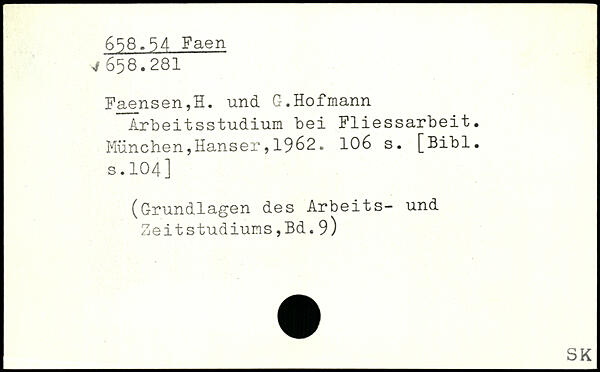 658.54 Faen
✓658.281
Faensen,H. und G.Hofmann
Arbeitsstudium bei Fliessarbeit.
München,Hanser,1962. 106 s. [Bibl.
s.104]
(Grundlagen des Arbeits- und
Zeitstudiums,Bd.9)
SK